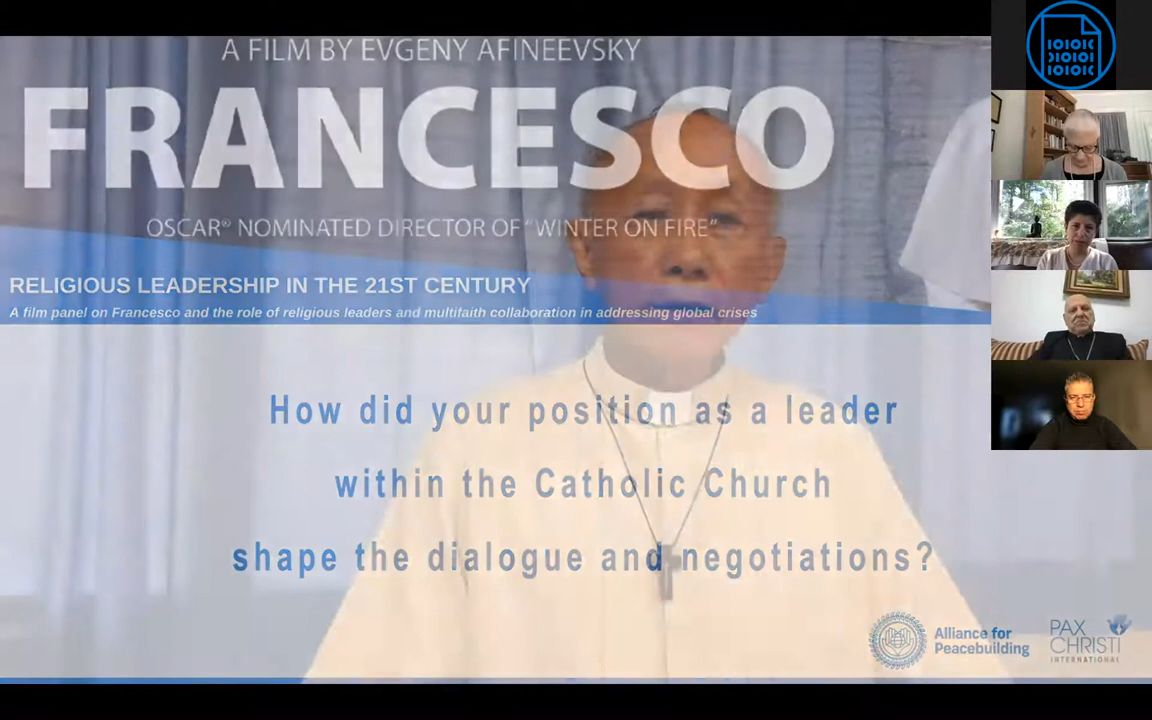 A FILM BY EVGENY AFINEEVSKY
FRANCESCO
OSCAR® NOMINATED DIRECTOR OF "WINTER ON FIRE"
RELIGIOUS LEADERSHIP IN THE 21ST CENTURY
A film panel on Francesco and the role of religious leaders and multifaith collaboration in addressing global crises
How did your position as a leader
within the Catholic Church
shape the dialogue and negotiations?
Alliance for
Peacebuilding
PAX
CHRISTI
INTERNATIONAL